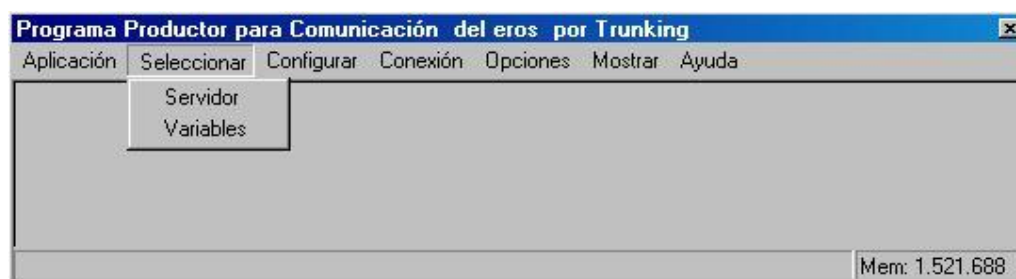 Programa Productor para Comunicación del eros por Trunking
Aplicación Seleccionar Configurar Conexión Opciones Mostrar Ayuda
Servidor
Variables
Mem: 1.521.688